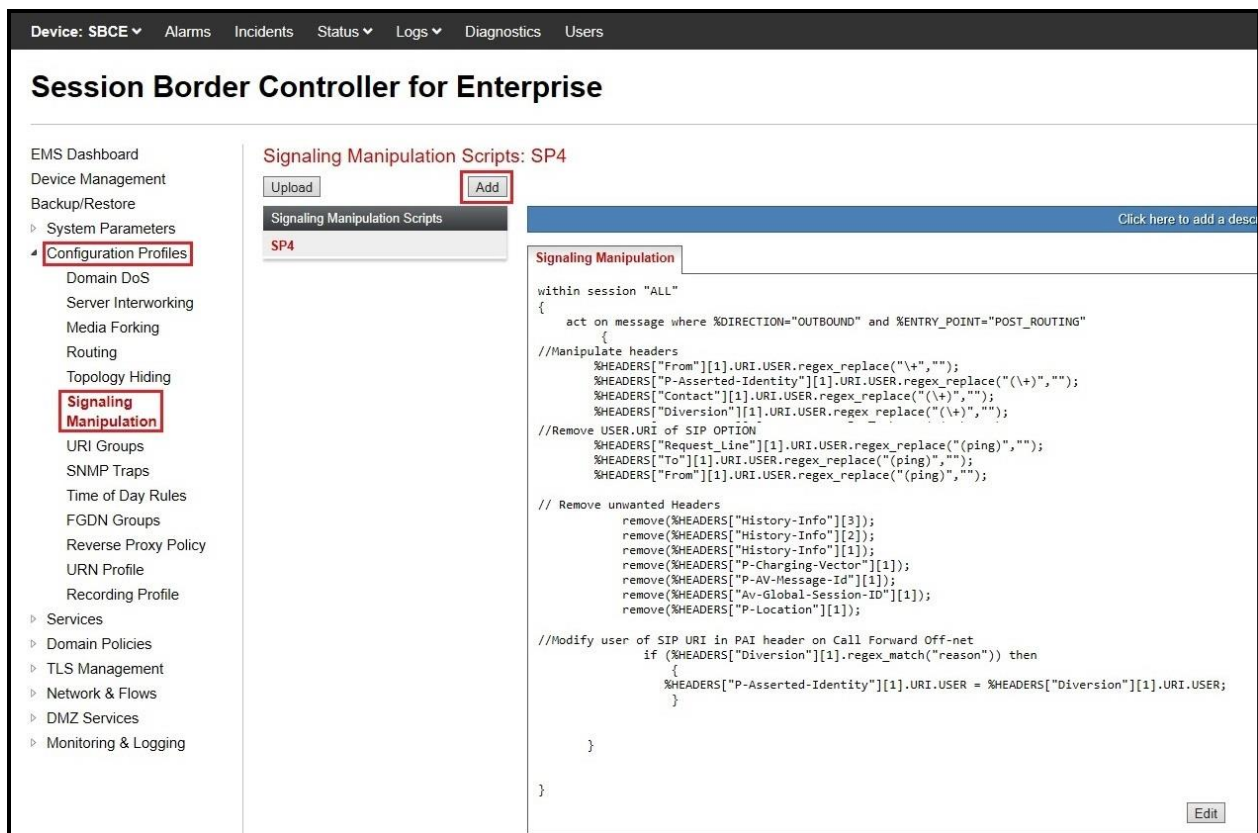 Device: SBCE Alarms Incidents Status Logs Diagnostics Users
Session Border Controller for Enterprise
EMS Dashboard
Device Management
Backup/Restore
System Parameters
Configuration Profiles
Domain DoS
Server Interworking
Media Forking
Routing
Topology Hiding
Signaling
Manipulation
URI Groups
SNMP Traps
Time of Day Rules
FGDN Groups
Reverse Proxy Policy
URN Profile
Recording Profile
Services
Domain Policies
TLS Management
Network & Flows
DMZ Services
Monitoring & Logging
Signaling Manipulation Scripts: SP4
Upload Add
Signaling Manipulation Scripts
SP4
Click here to add a descr
Signaling Manipulation
within session "ALL"
{
act on message where %DIRECTION="OUTBOUND" and %ENTRY_POINT="POST_ROUTING"
{
//Manipulate headers
%HEADERS["From"][1].URI.USER.regex_replace("\+","");
%HEADERS["P-Asserted-Identity"][1].URI.USER.regex_replace("(\+)","");
%HEADERS["Contact"][1].URI.USER.regex_replace("(\+)","");
%HEADERS["Diversion"][1].URI.USER.regex_replace("(\+)","");
//Remove USER.URI of SIP OPTION
%HEADERS["Request_Line"][1].URI.USER.regex_replace("(ping)","");
%HEADERS["To"][1].URI.USER.regex_replace("(ping)","");
%HEADERS["From"][1].URI.USER.regex_replace("(ping)","");
// Remove unwanted Headers
remove(%HEADERS["History-Info"][3]);
remove(%HEADERS["History-Info"][2]);
remove(%HEADERS["History-Info"][1]);
remove(%HEADERS["P-Charging-Vector"][1]);
remove(%HEADERS["P-AV-Message-Id"][1]);
remove(%HEADERS["Av-Global-Session-ID"][1]);
remove(%HEADERS["P-Location"][1]);
//Modify user of SIP URI in PAI header on Call Forward Off-net
if (%HEADERS["Diversion"][1].regex_match("reason")) then
{
%HEADERS["P-Asserted-Identity"][1].URI.USER = %HEADERS["Diversion"][1].URI.USER;
}
}
}
Edit